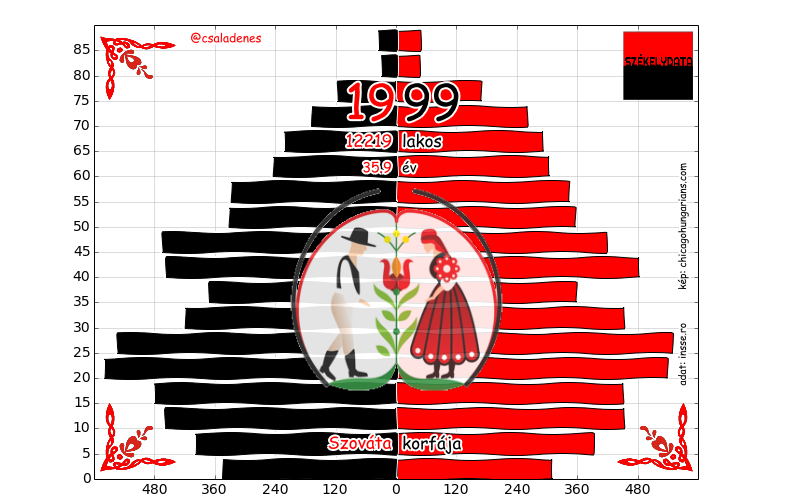 @csaladenes
SZÉKELYDATA
1999
12219 lakos
35.9 év
kép: chicagohungarians.com
adat: insse.ro
Szováta korfája
85
80
75
70
65
60
55
50
45
40
35
30
25
20
15
10
5
0
480 360 240 120 0 120 240 360 480